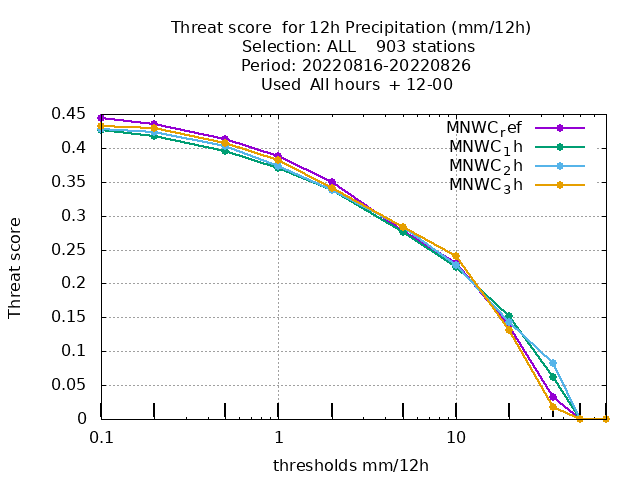 Threat score  for 12h Precipitation (mm/12h)
Selection: ALL    903 stations
Period: 20220816-20220826
Used  All hours  + 12-00
MNWC_ref
MNWC_1h
MNWC_2h
MNWC_3h
0.45
0.4
0.35
0.3
0.25
0.2
0.15
0.1
0.05
0
Threat score
0.1 1 10
thresholds mm/12h